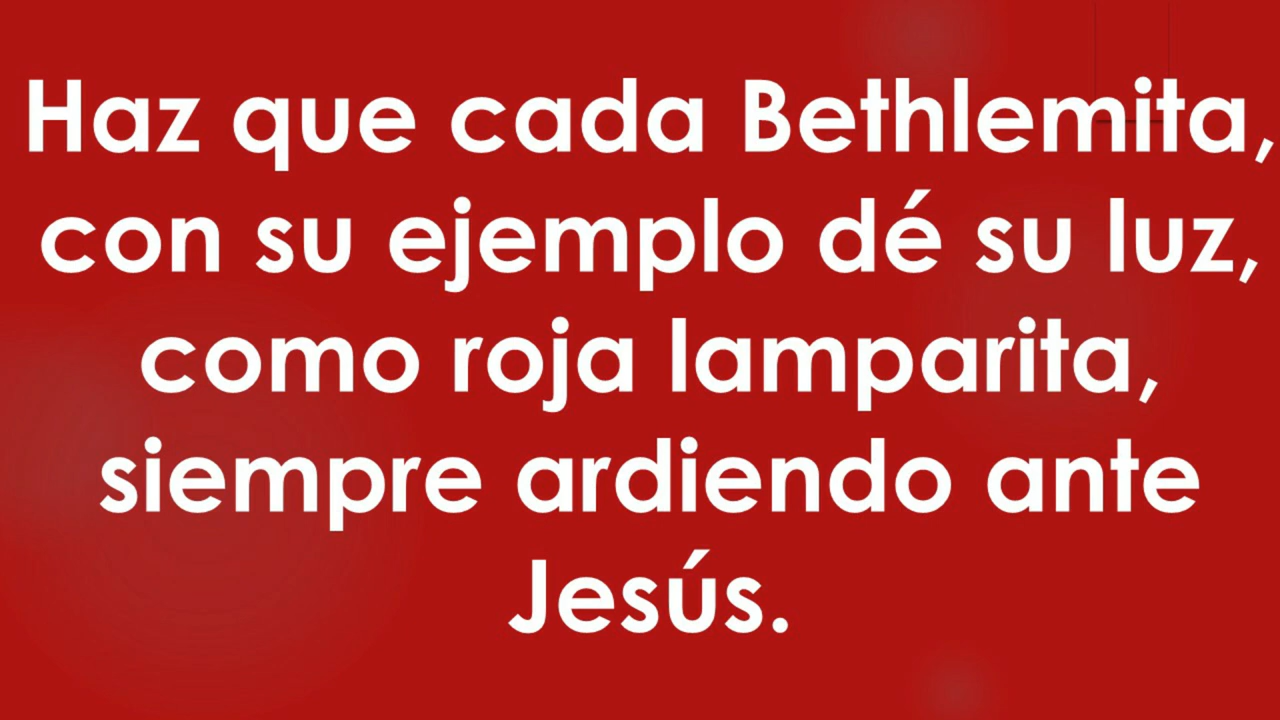 Haz que cada Bethlemita,
con su ejemplo dé su luz,
como roja lamparita,
siempre ardiendo ante
Jesús.